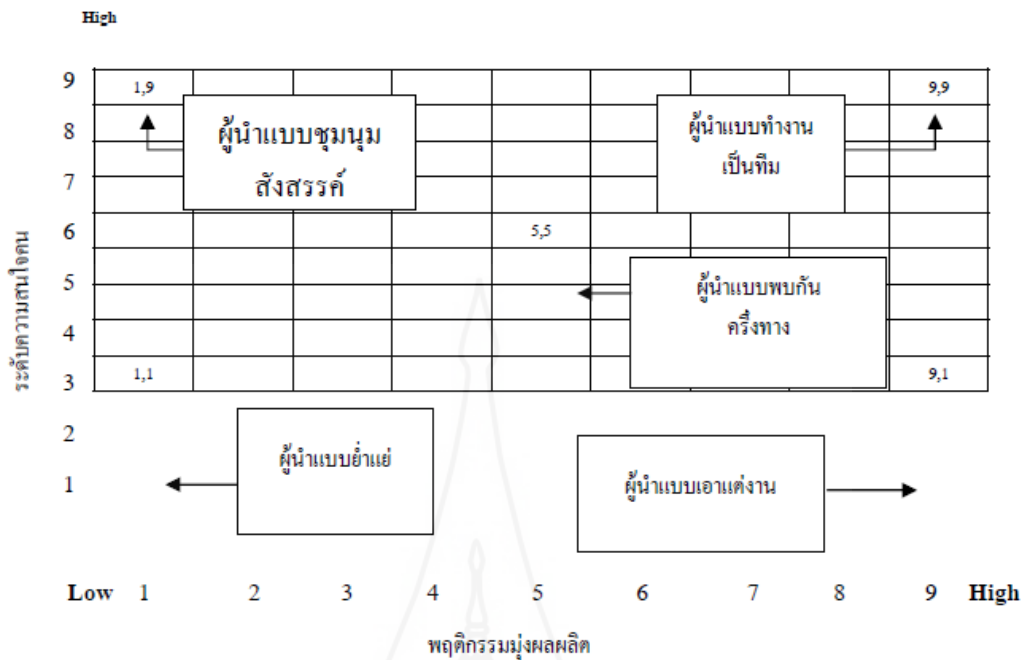 High
9
1,9
9,9
8
ผู้นำแบบชุมนุม
สังสรรค์
ผู้นำแบบทำงาน
เป็นทีม
7
6
5,5
ระดับความสนใจคน
5
ผู้นำแบบพบกัน
ครึ่งทาง
4
3
1,1
9,1
2
ผู้นำแบบย่ำแย่
1
ผู้นำแบบเอาแต่งาน
Low 1 2 3 4 5 6 7 8 9 High
พฤติกรรมมุ่งผลผลิต